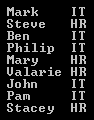 Mark IT
Steve HR
Ben IT
Philip IT
Mary HR
Valarie HR
John IT
Pam IT
Stacey HR